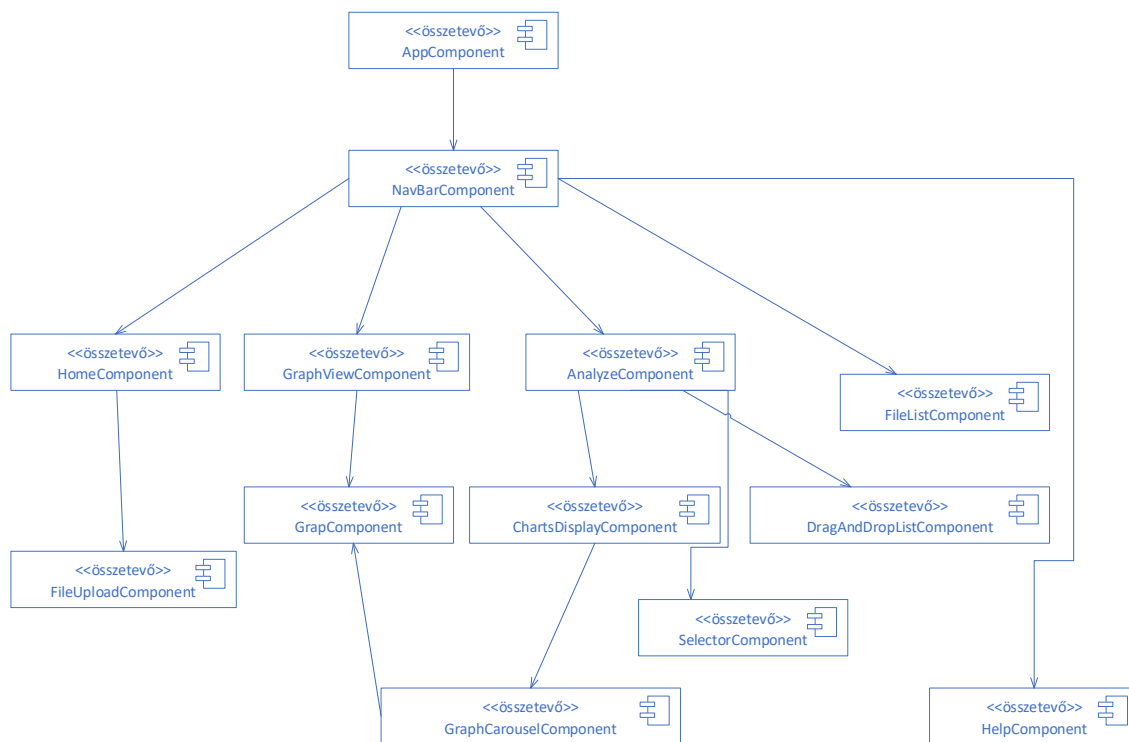 <<összetevő>>
AppComponent
<<összetevő>>
NavBarComponent
<<összetevő>>
HomeComponent
<<összetevő>>
GraphViewComponent
<<összetevő>>
AnalyzeComponent
<<összetevő>>
FileListComponent
<<összetevő>>
GrapComponent
<<összetevő>>
ChartsDisplayComponent
<<összetevő>>
DragAndDropListComponent
<<összetevő>>
FileUploadComponent
<<összetevő>>
SelectorComponent
<<összetevő>>
GraphCarouselComponent
<<összetevő>>
HelpComponent